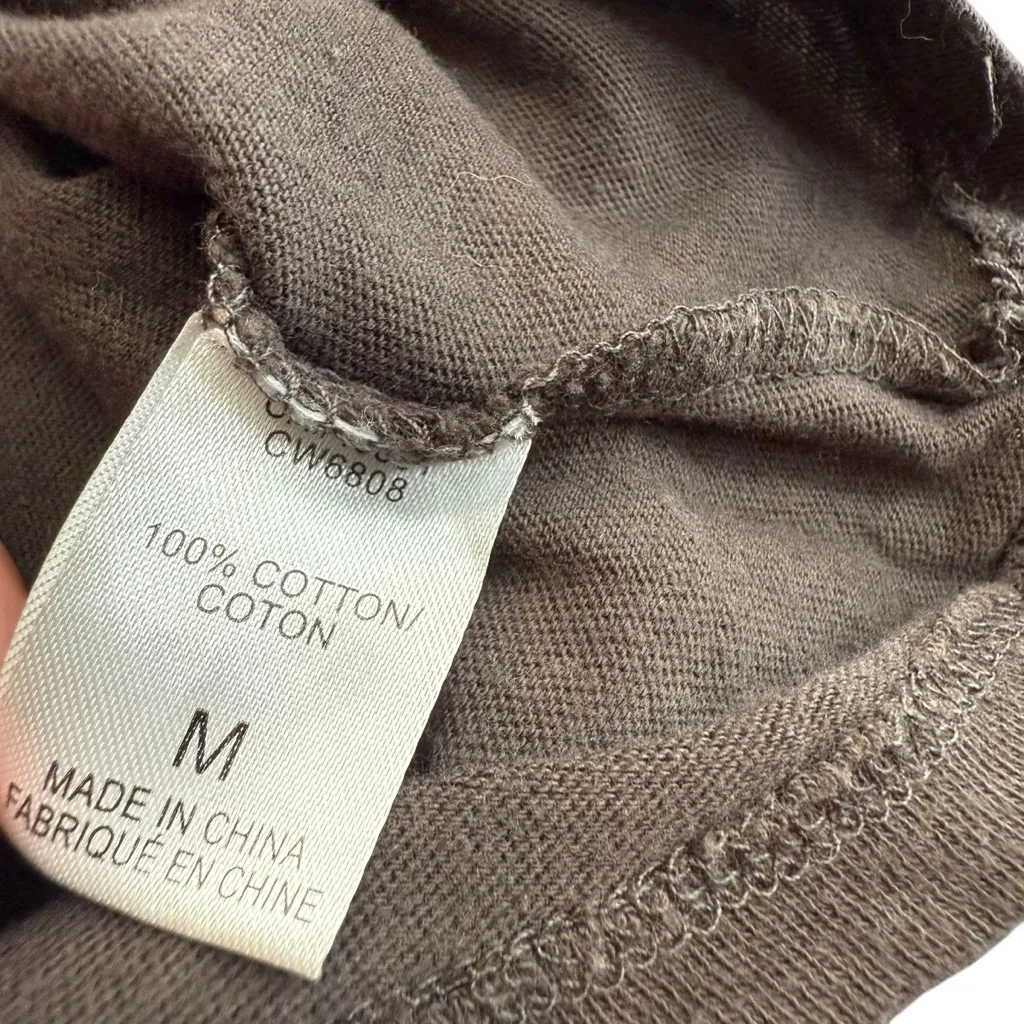 CW6808
100% COTTON/
COTON
M
MADE IN CHINA
FABRIQUÉ EN CHINE